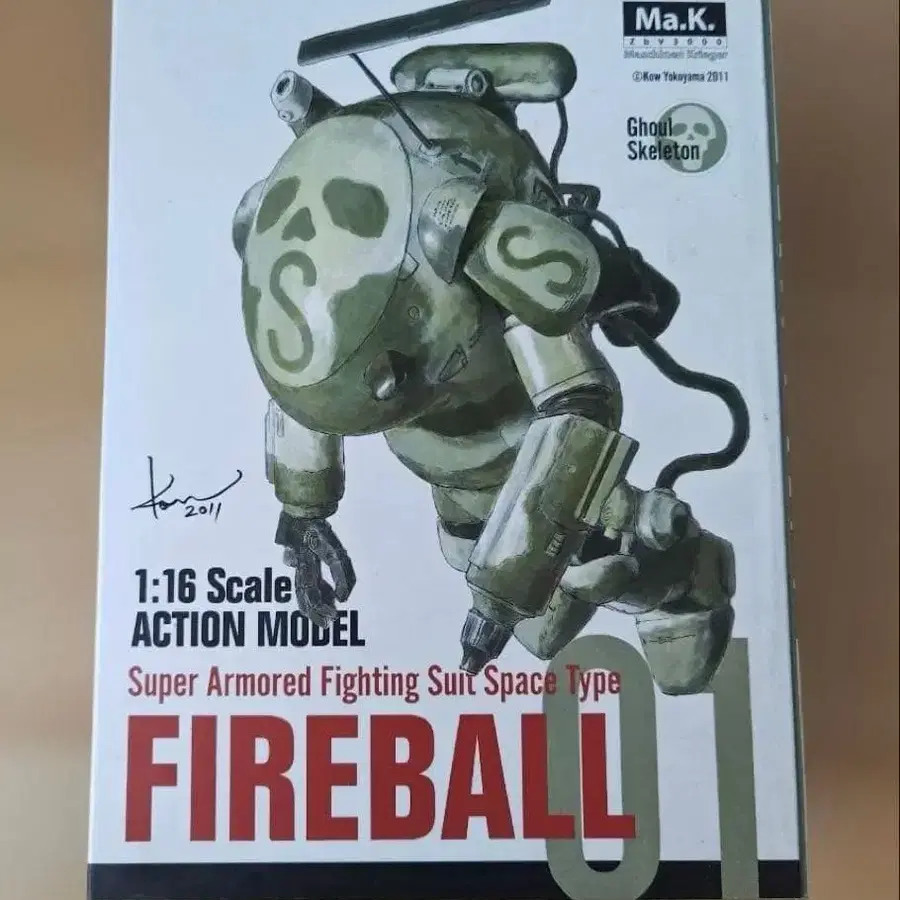 Ma.K.
ZbV3000
Maschinen Krieger
©Kow Yokoyama 2011
Ghoul
Skeleton
S
S
Kow
2011
1:16 Scale
ACTION MODEL
Super Armored Fighting Suit Space Type
FIREBALL
01